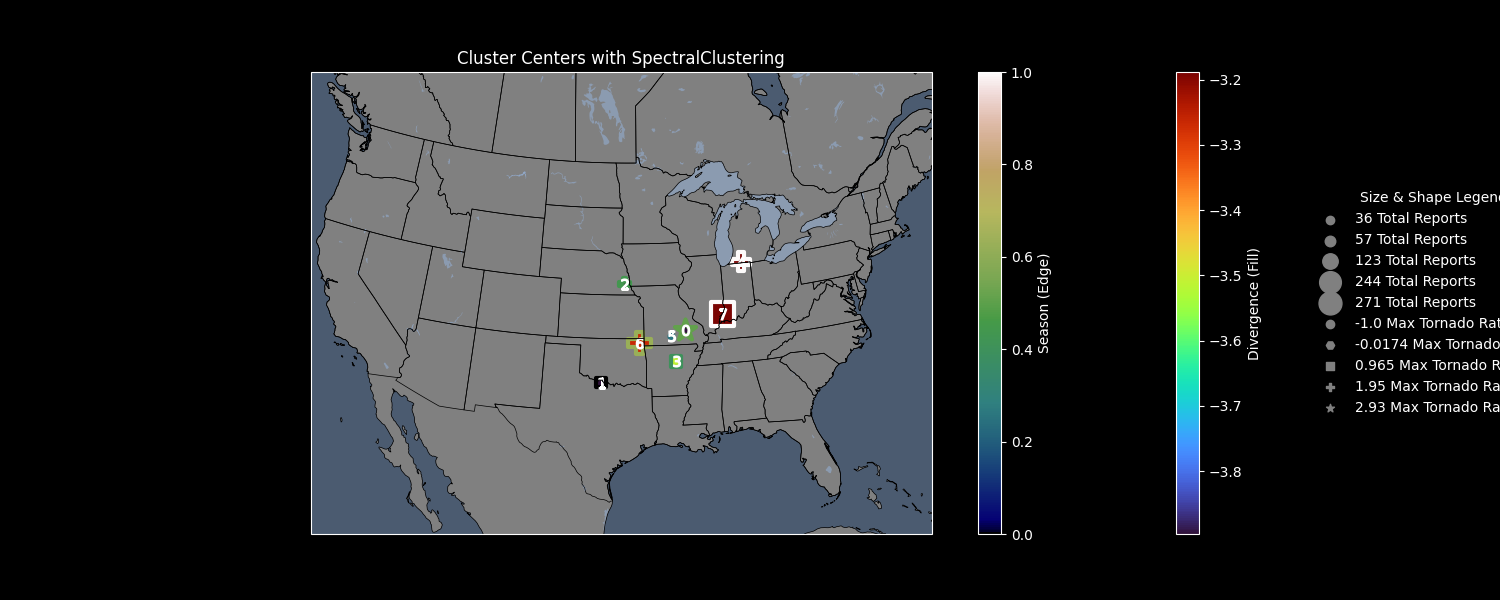 Cluster Centers with SpectralClustering
2
0
5
7
6
3
1
1.0
0.8
0.6
0.4
0.2
0.0
Season (Edge)
−3.2
−3.3
−3.4
−3.5
−3.6
−3.7
−3.8
Divergence (Fill)
Size & Shape Legen
36 Total Reports
57 Total Reports
123 Total Reports
244 Total Reports
271 Total Reports
-1.0 Max Tornado Rat
-0.0174 Max Tornado
0.965 Max Tornado R
1.95 Max Tornado Ra
2.93 Max Tornado Ra